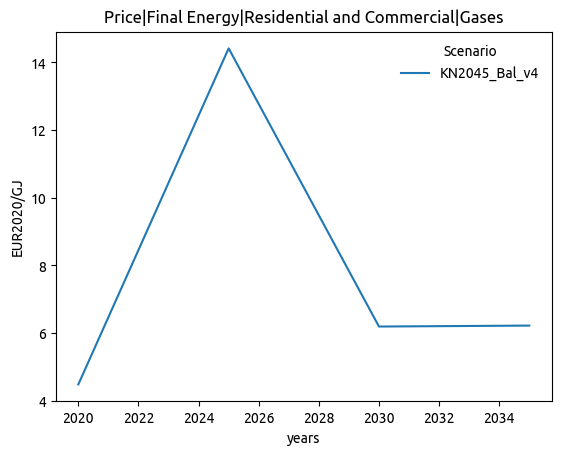 Price|Final Energy|Residential and Commercial|Gases
Scenario
KN2045_Bal_v4
EUR2020/GJ
14
12
10
8
6
4
2020 2022 2024 2026 2028 2030 2032 2034
years